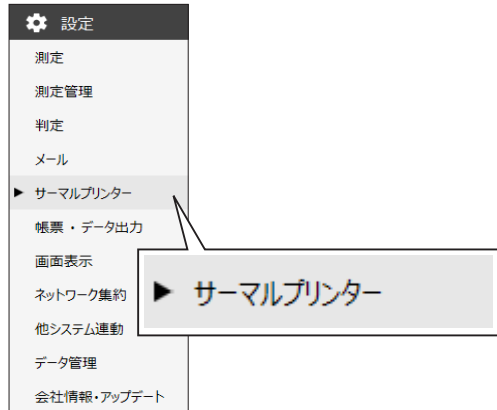 設定
測定
測定管理
判定
メール
▶ サーマルプリンター
帳票・データ出力
画面表示
ネットワーク集約
他システム連動
データ管理
会社情報・アップデート
▶ サーマルプリンター